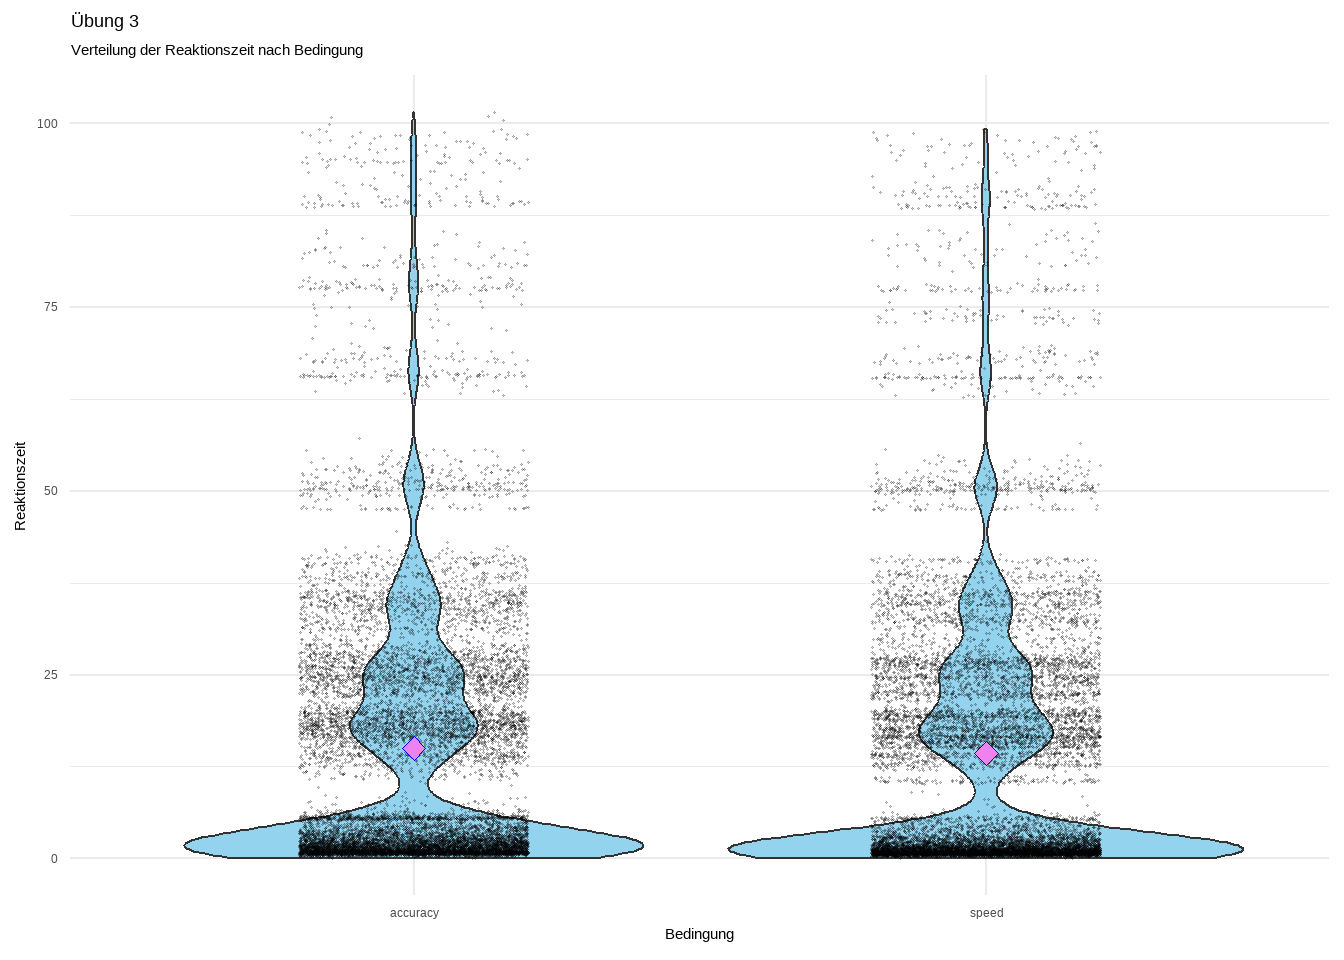 Übung 3
Verteilung der Reaktionszeit nach Bedingung
100
75
50
25
0
Reaktionszeit
accuracy
speed
Bedingung